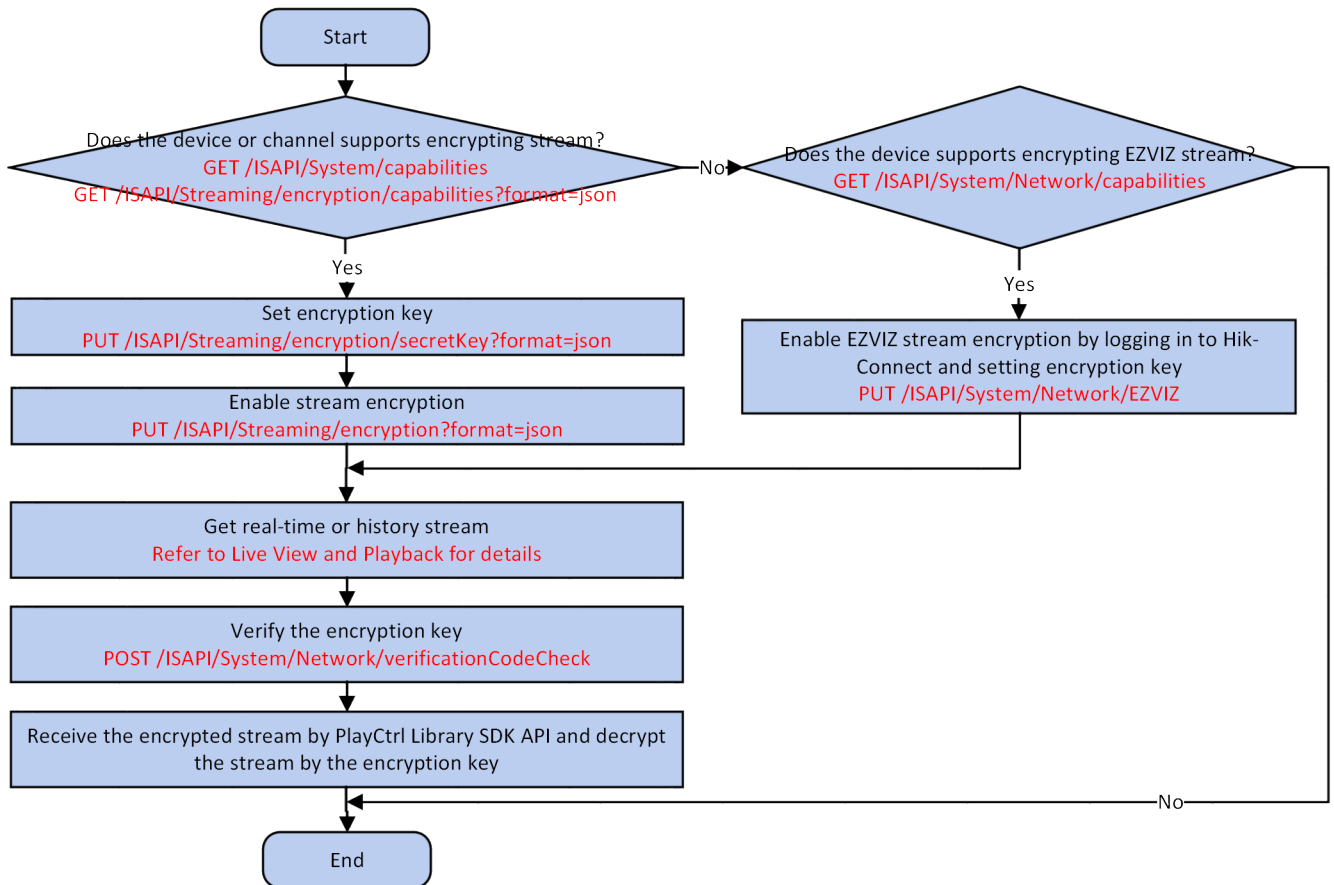 Start
Does the device or channel supports encrypting stream?
GET /ISAPI/System/capabilities
GET /ISAPI/Streaming/encryption/capabilities?format=json
No
Does the device supports encrypting EZVIZ stream?
GET /ISAPI/System/Network/capabilities
Yes
Yes
Set encryption key
PUT /ISAPI/Streaming/encryption/secretKey?format=json
Enable EZVIZ stream encryption by logging in to Hik-
Connect and setting encryption key
PUT /ISAPI/System/Network/EZVIZ
Enable stream encryption
PUT /ISAPI/Streaming/encryption?format=json
Get real-time or history stream
Refer to Live View and Playback for details
Verify the encryption key
POST /ISAPI/System/Network/verificationCodeCheck
Receive the encrypted stream by PlayCtrl Library SDK API and decrypt
the stream by the encryption key
No
End